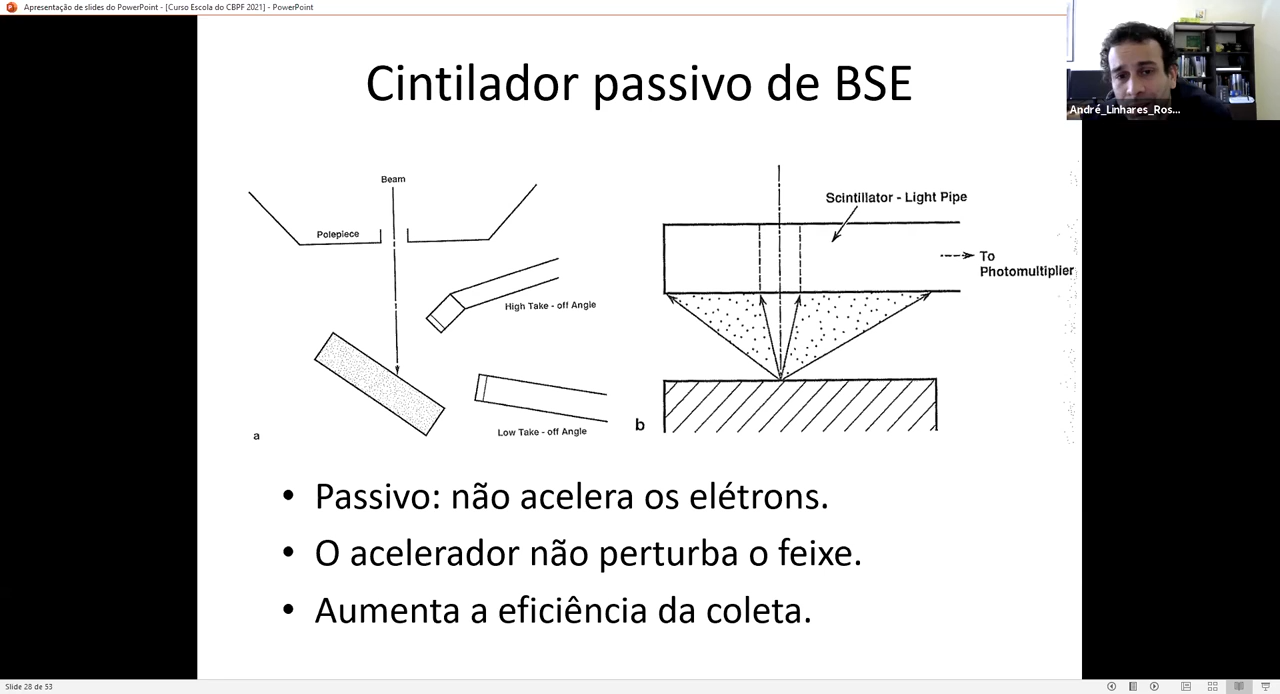 Apresentação de slides do PowerPoint - [Curso Escola do CBPF 2021] - PowerPoint
André_Linhares_Ros...
Cintilador passivo de BSE
Beam
Polepiece
High Take - off Angle
Low Take - off Angle
a
Scintillator - Light Pipe
To
Photomultiplier
b
• Passivo: não acelera os elétrons.
• O acelerador não perturba o feixe.
• Aumenta a eficiência da coleta.
Slide 28 de 53